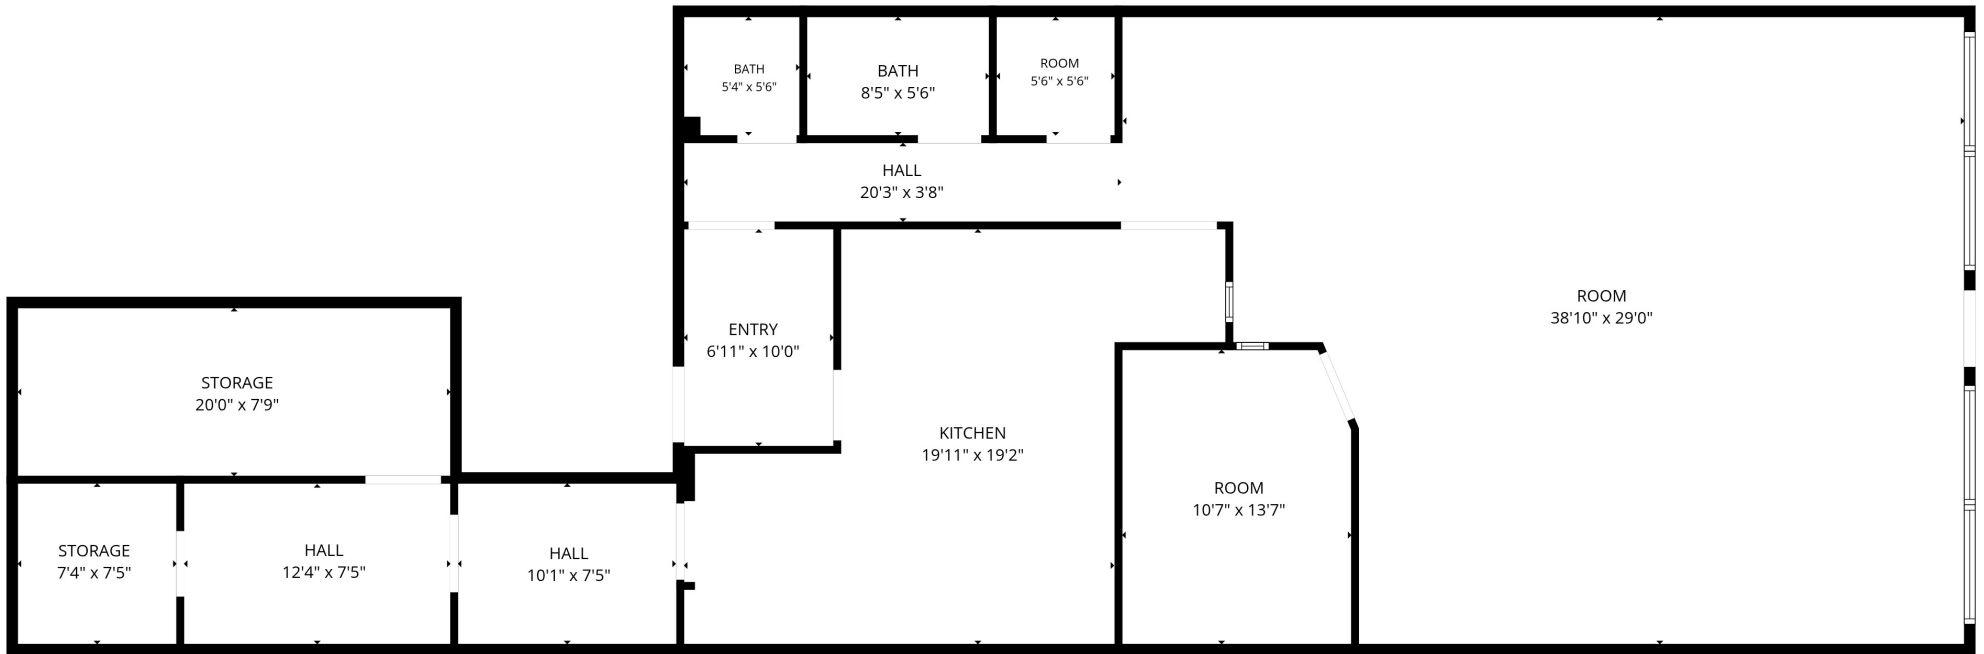 BATH
5'4" x 5'6"
BATH
8'5" x 5'6"
ROOM
5'6" x 5'6"
HALL
20'3" x 3'8"
ROOM
38'10" x 29'0"
ENTRY
6'11" x 10'0"
STORAGE
20'0" x 7'9"
KITCHEN
19'11" x 19'2"
ROOM
10'7" x 13'7"
STORAGE
7'4" x 7'5"
HALL
12'4" x 7'5"
HALL
10'1" x 7'5"